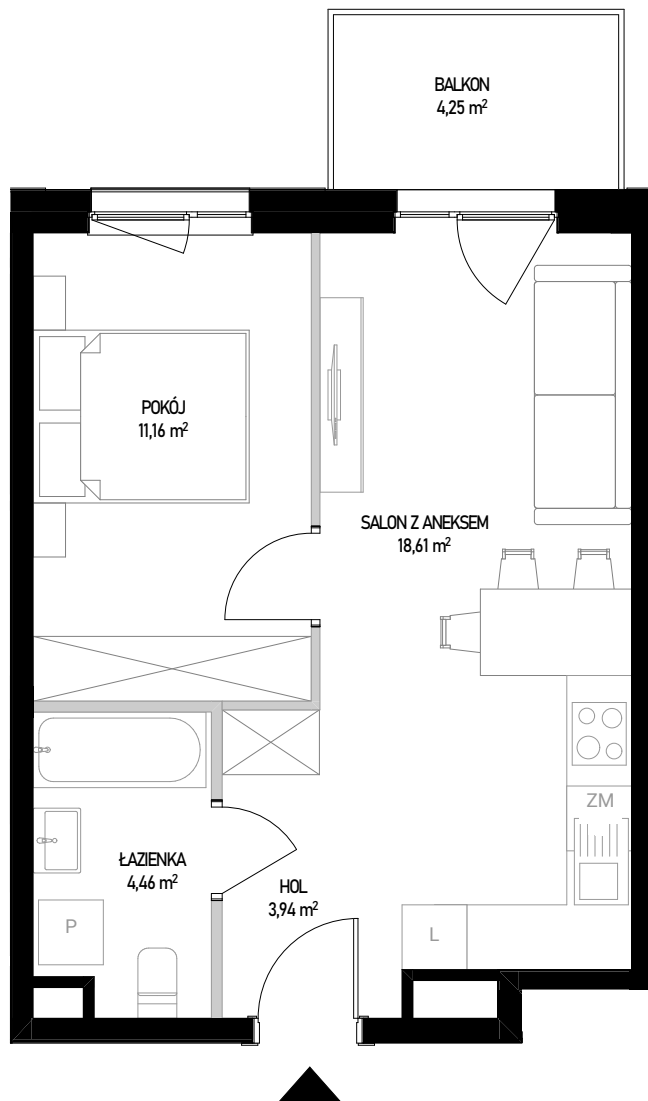 BALKON
4,25 m²
POKÓJ
11,16 m²
SALON Z ANEKSEM
18,61 m²
ZM
ŁAZIENKA
4,46 m²
HOL
3,94 m²
P
L